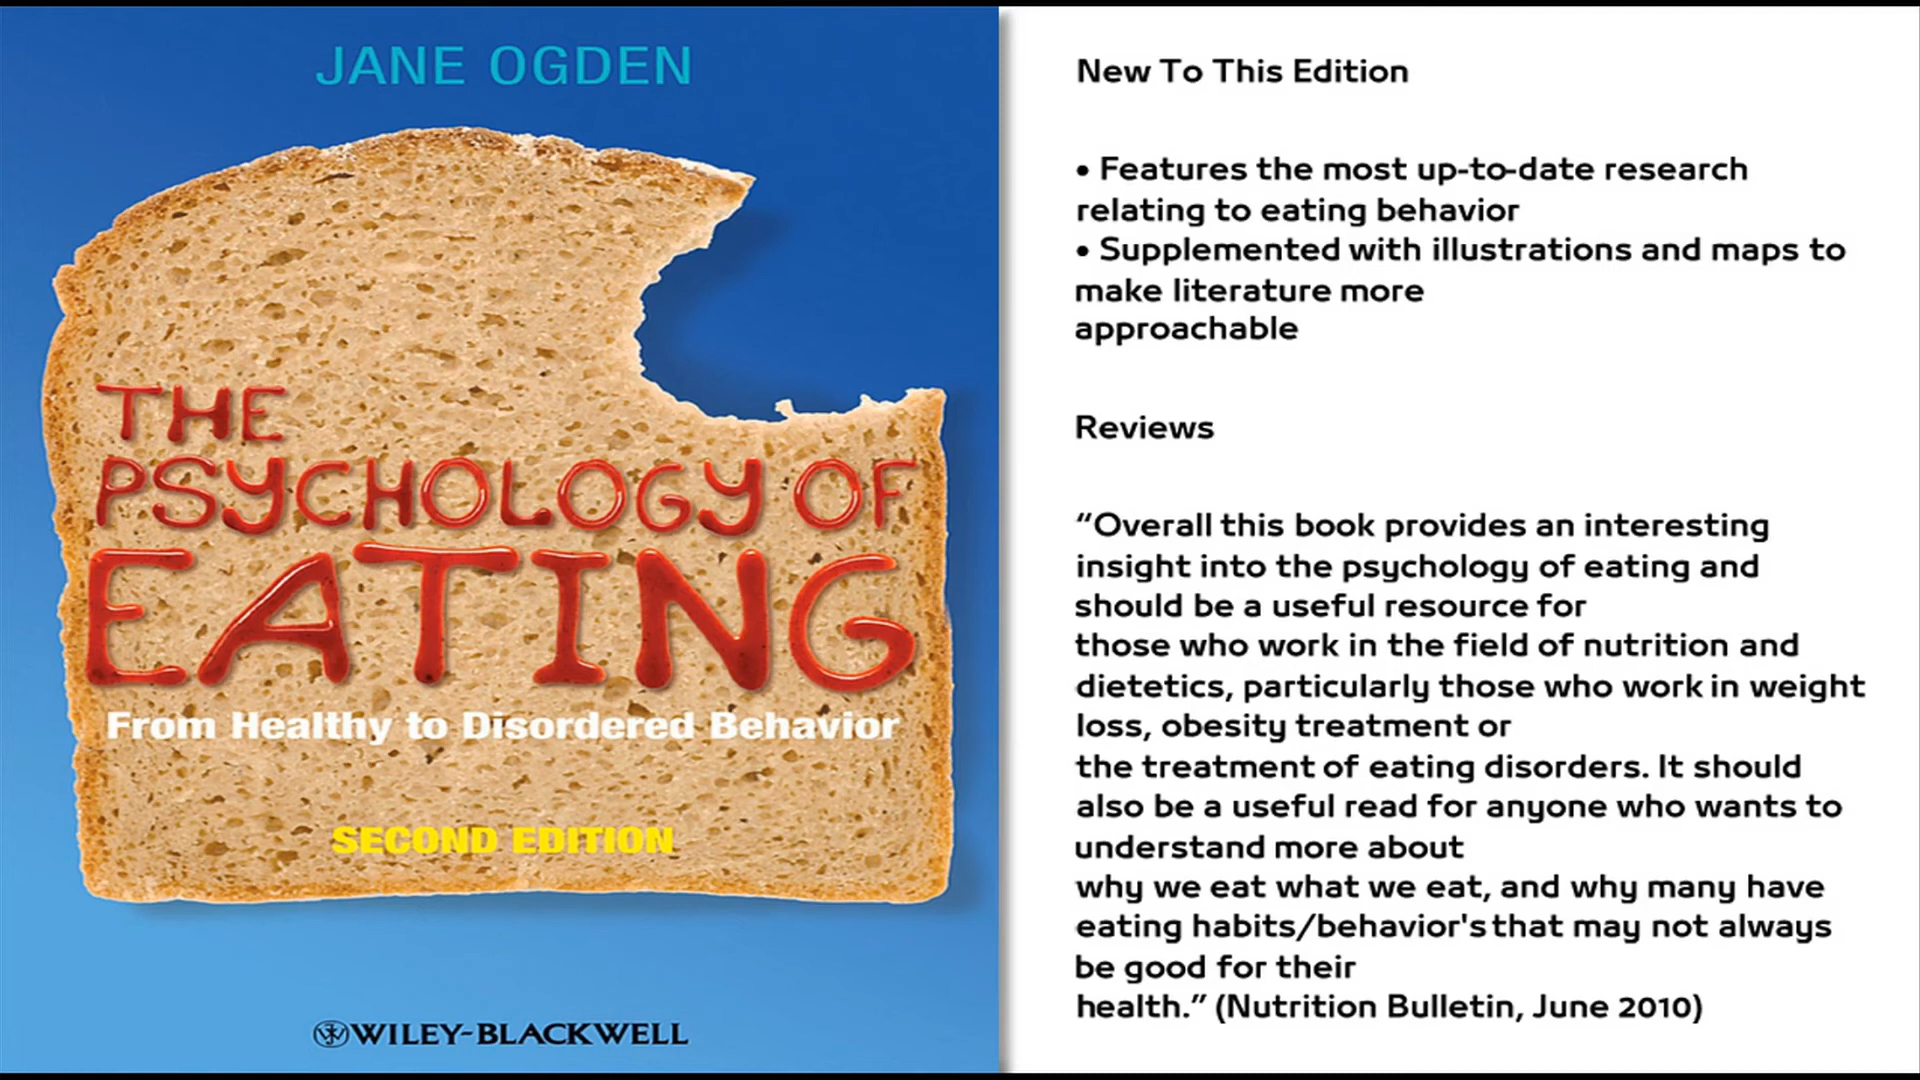 JANE OGDEN
THE
PSYCHOLOGY OF
EATING
From Healthy to Disordered Behavior
SECOND EDITION
WILEY-BLACKWELL
New To This Edition
• Features the most up-to-date research
relating to eating behavior
• Supplemented with illustrations and maps to
make literature more
approachable
Reviews
“Overall this book provides an interesting
insight into the psychology of eating and
should be a useful resource for
those who work in the field of nutrition and
dietetics, particularly those who work in weight
loss, obesity treatment or
the treatment of eating disorders. It should
also be a useful read for anyone who wants to
understand more about
why we eat what we eat, and why many have
eating habits/behavior's that may not always
be good for their
health.” (Nutrition Bulletin, June 2010)